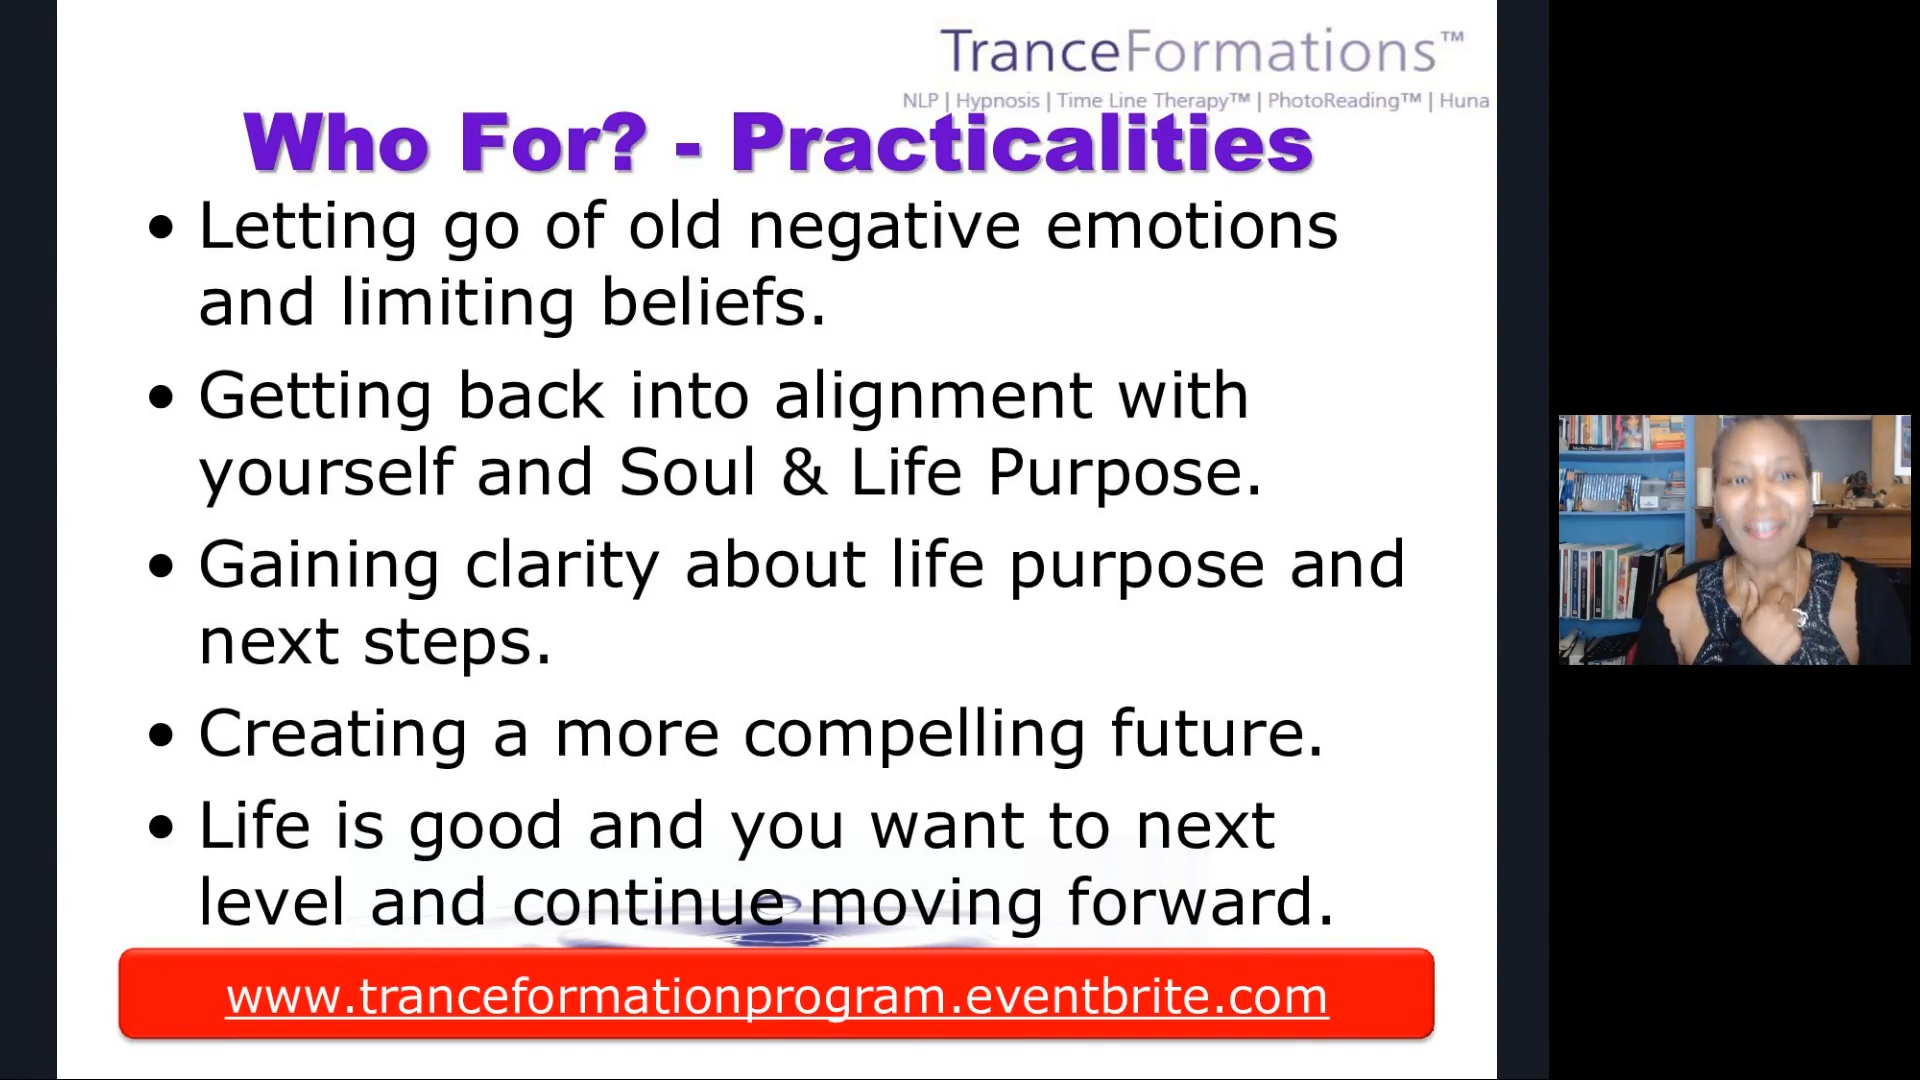 TranceFormations™
NLP | Hypnosis | Time Line Therapy™ | PhotoReading™ | Huna
Who For? - Practicalities
• Letting go of old negative emotions
and limiting beliefs.
• Getting back into alignment with
yourself and Soul & Life Purpose.
• Gaining clarity about life purpose and
next steps.
• Creating a more compelling future.
• Life is good and you want to next
level and continue moving forward.
www.tranceformationprogram.eventbrite.com